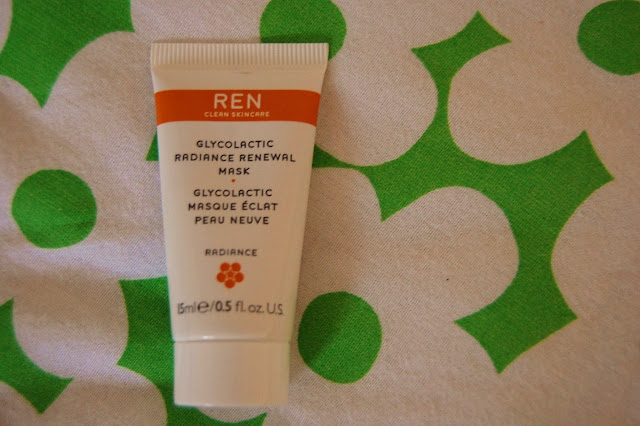 REN
CLEAN SKINCARE
GLYCOLACTIC
RADIANCE RENEWAL
MASK
•
GLYCOLACTIC
MASQUE ÉCLAT
PEAU NEUVE
RADIANCE
15ml℮/0.5 fl.oz. U.S.